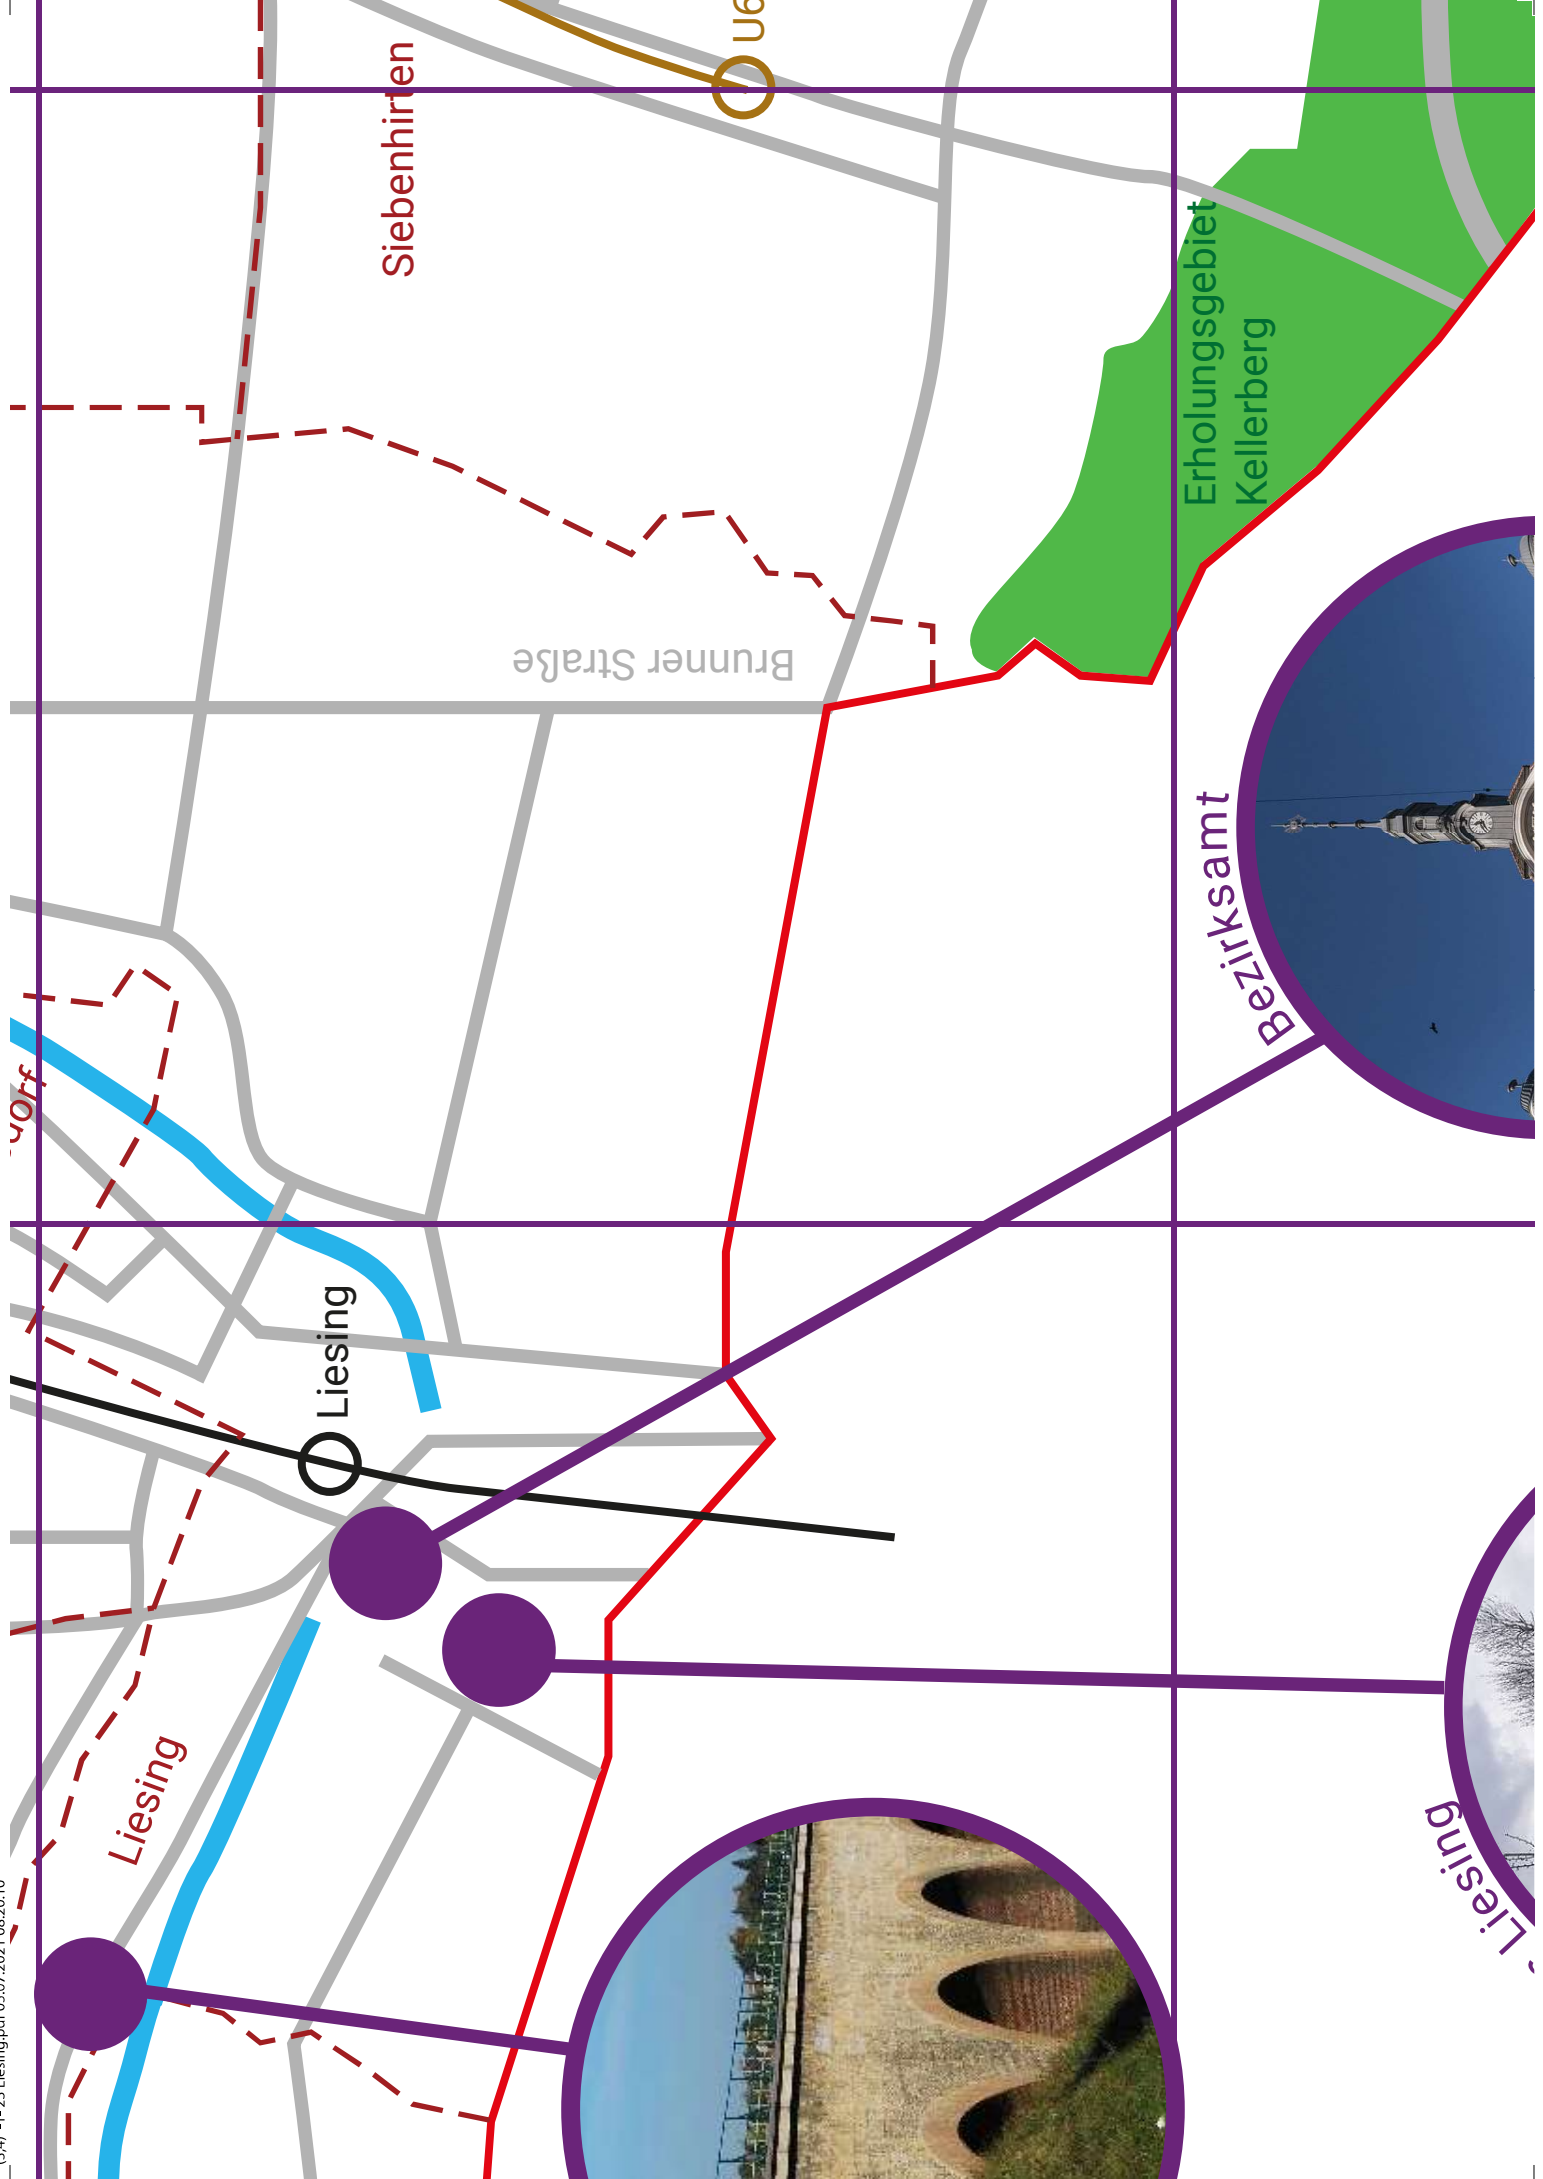 U6
Siebenhirten
Erholungsgebiet
Kellerberg
Brunner Straße
Bezirksamt
Liesing
Liesing
Liesing